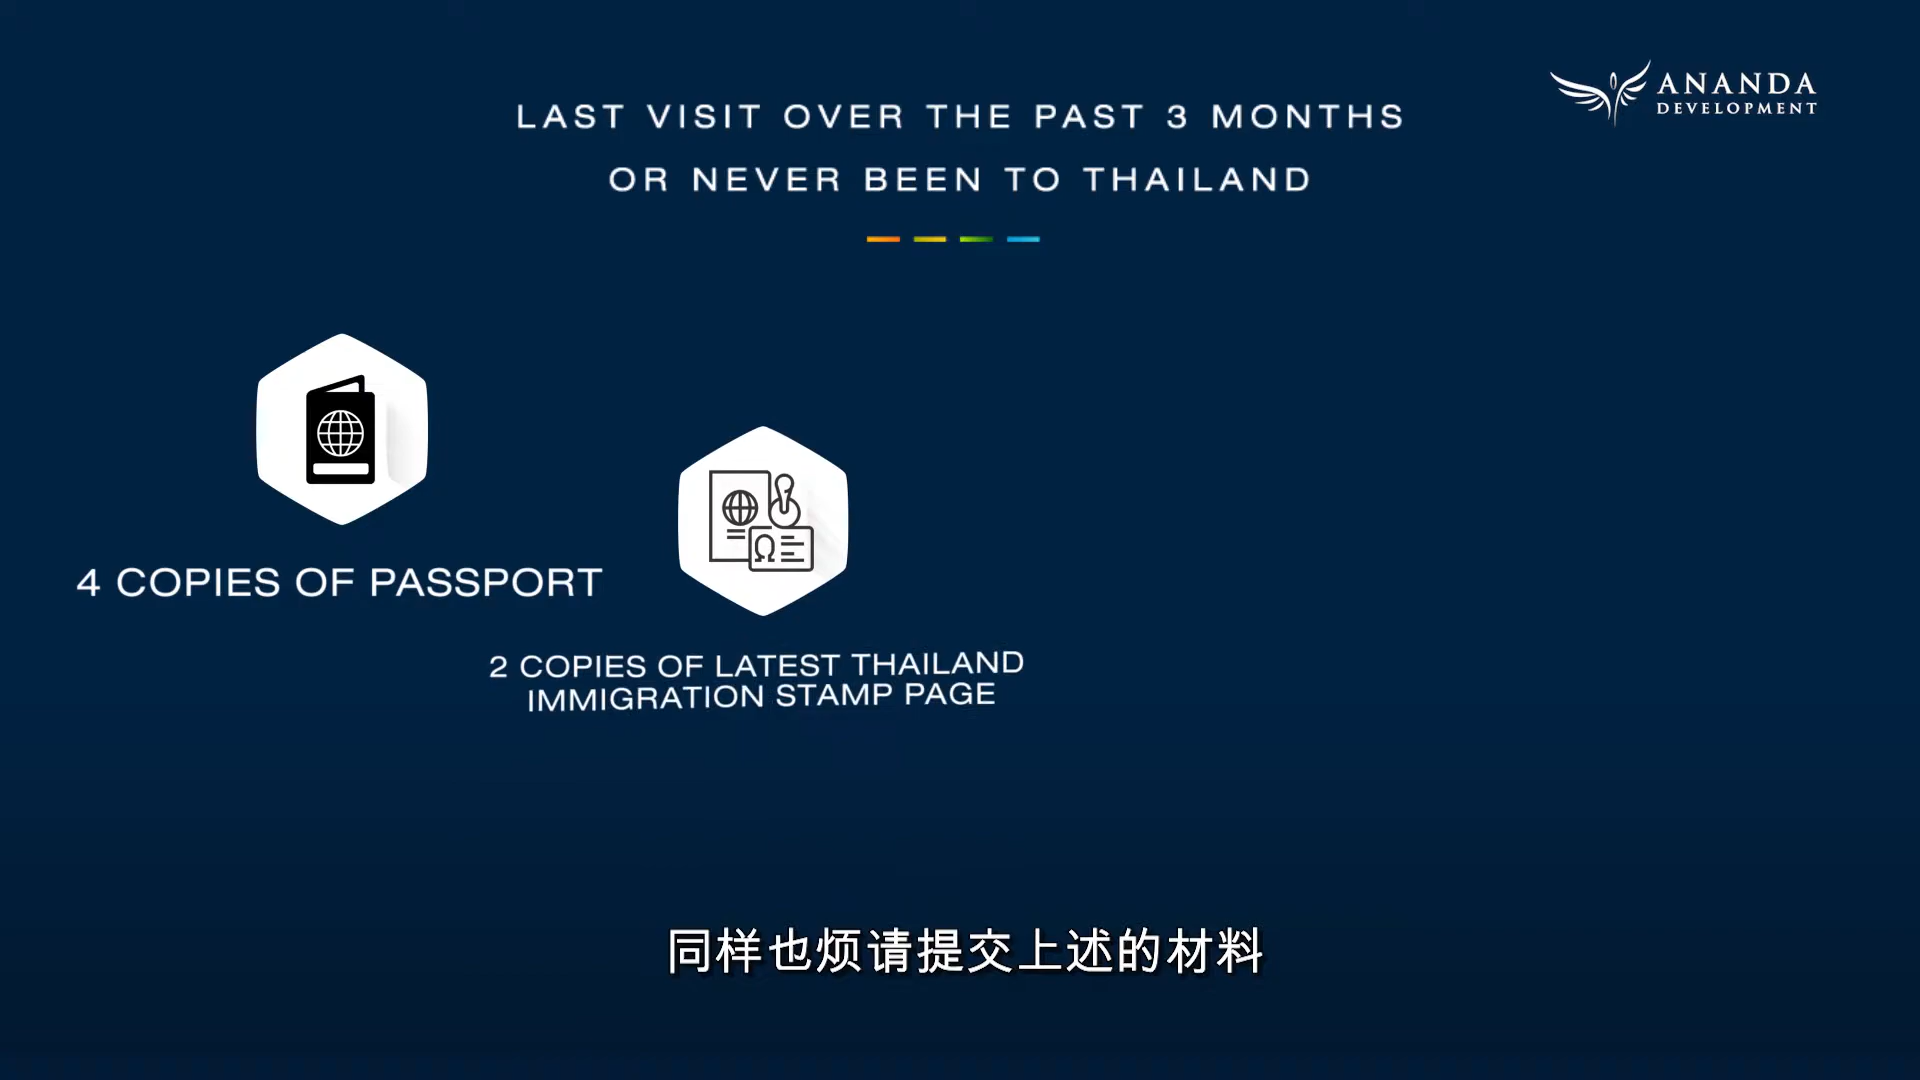 ANANDA
DEVELOPMENT
LAST VISIT OVER THE PAST 3 MONTHS
OR NEVER BEEN TO THAILAND
4 COPIES OF PASSPORT
2 COPIES OF LATEST THAILAND
IMMIGRATION STAMP PAGE
同样也烦请提交上述的材料